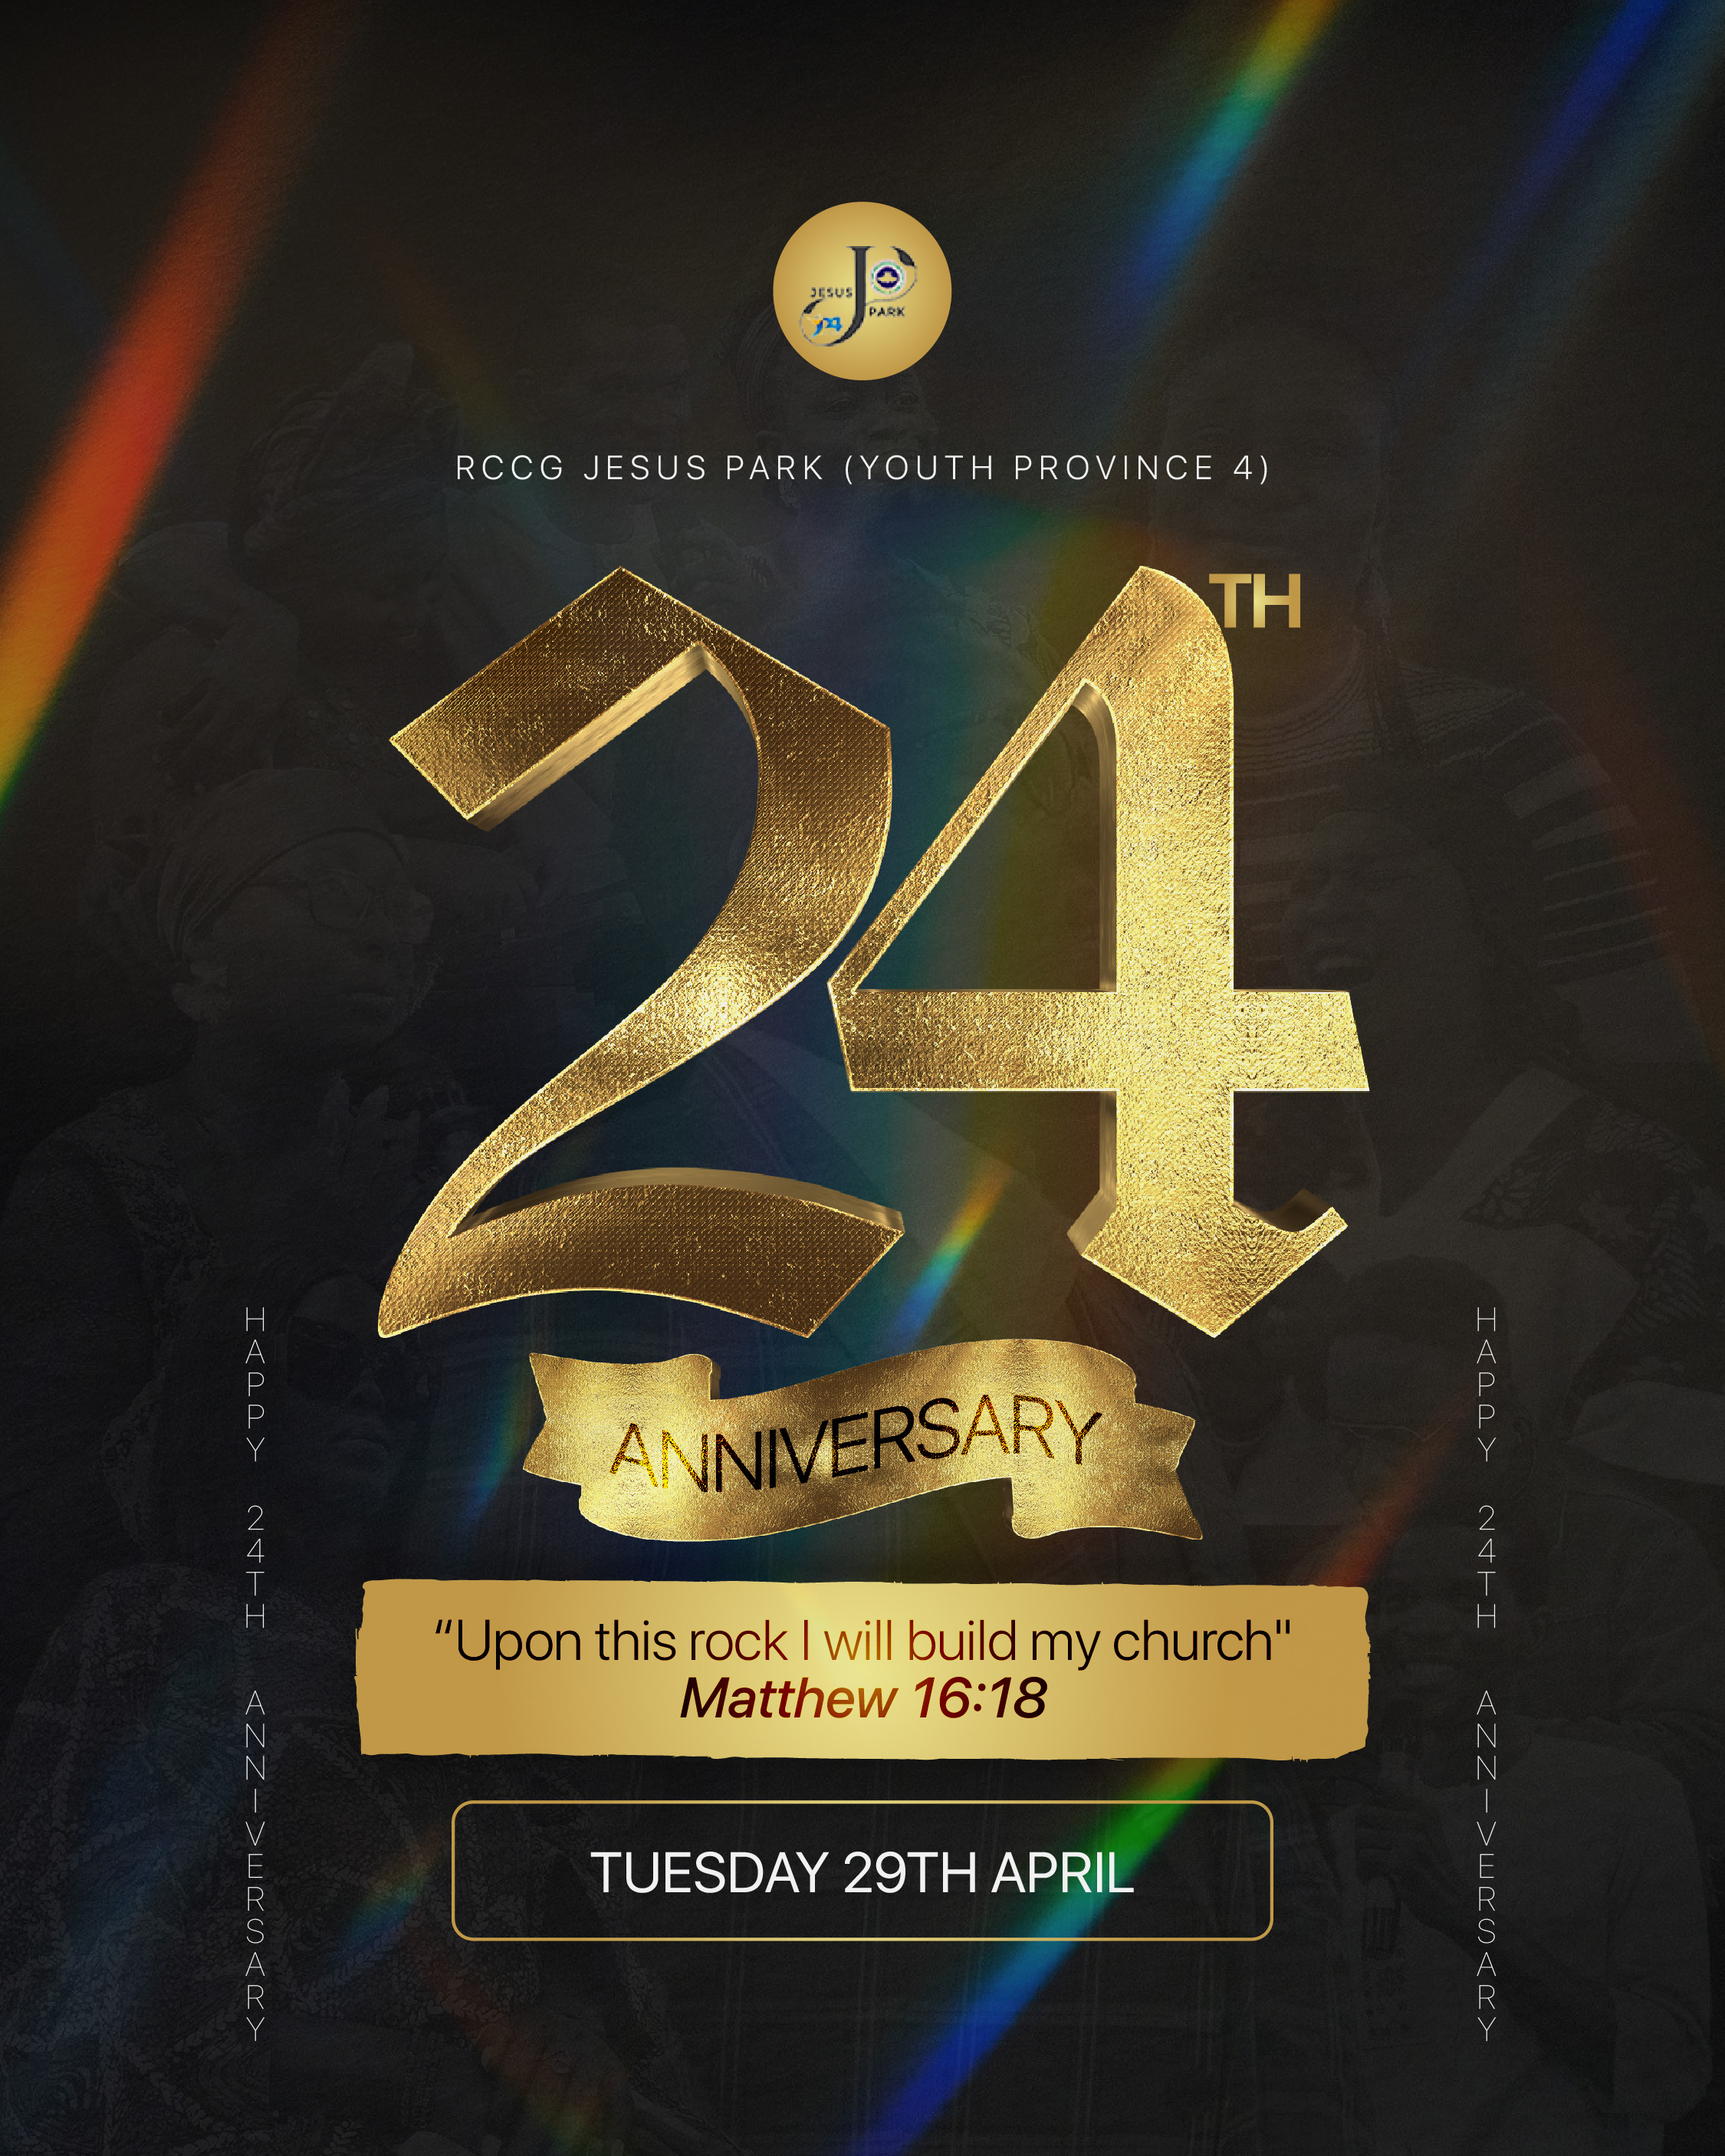 JESUS
PARK
RCCG JESUS PARK (YOUTH PROVINCE 4)
24TH
ANNIVERSARY
“Upon this rock I will build my church"
Matthew 16:18
TUESDAY 29TH APRIL
HAPPY 24TH ANNIVERSARY
HAPPY 24TH ANNIVERSARY